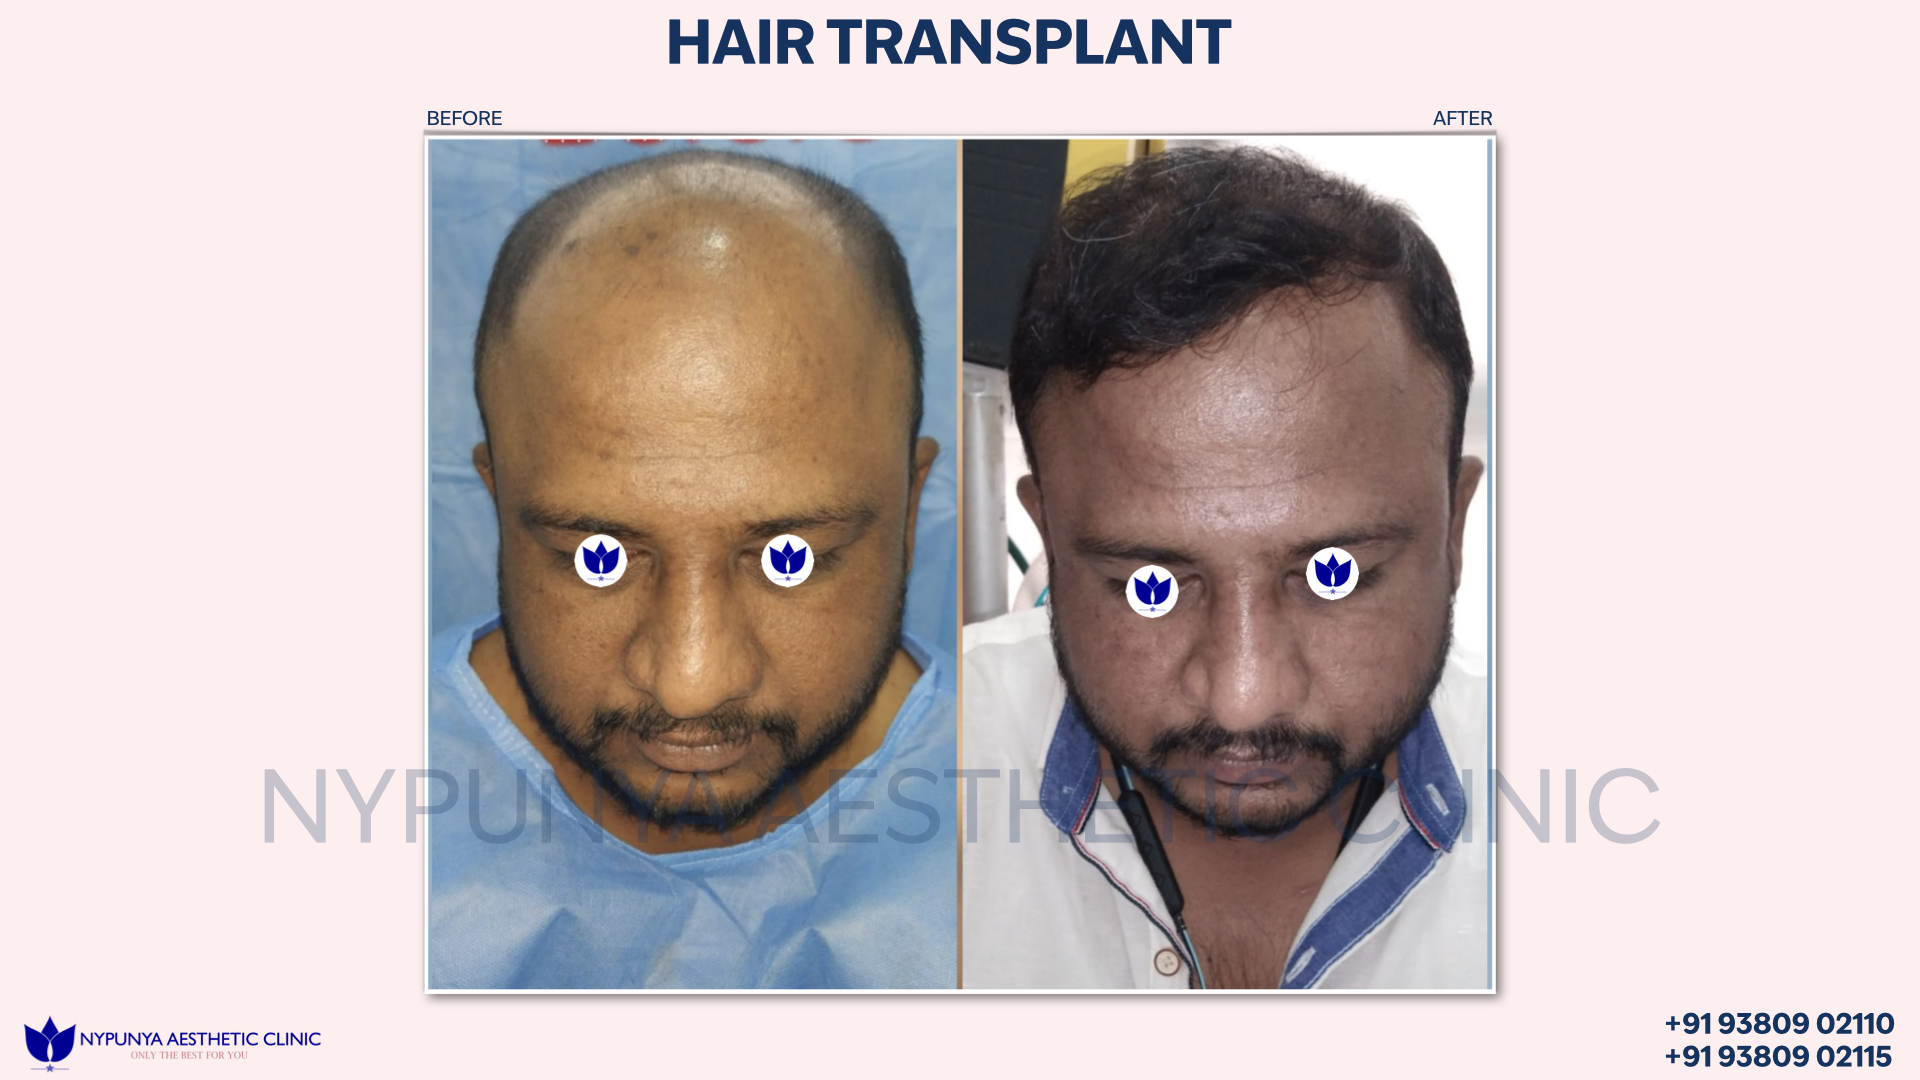 HAIR TRANSPLANT
BEFORE
AFTER
NYPUNYA AESTHETIC CLINIC
NYPUNYA AESTHETIC CLINIC
ONLY THE BEST FOR YOU
+91 93809 02110
+91 93809 02115